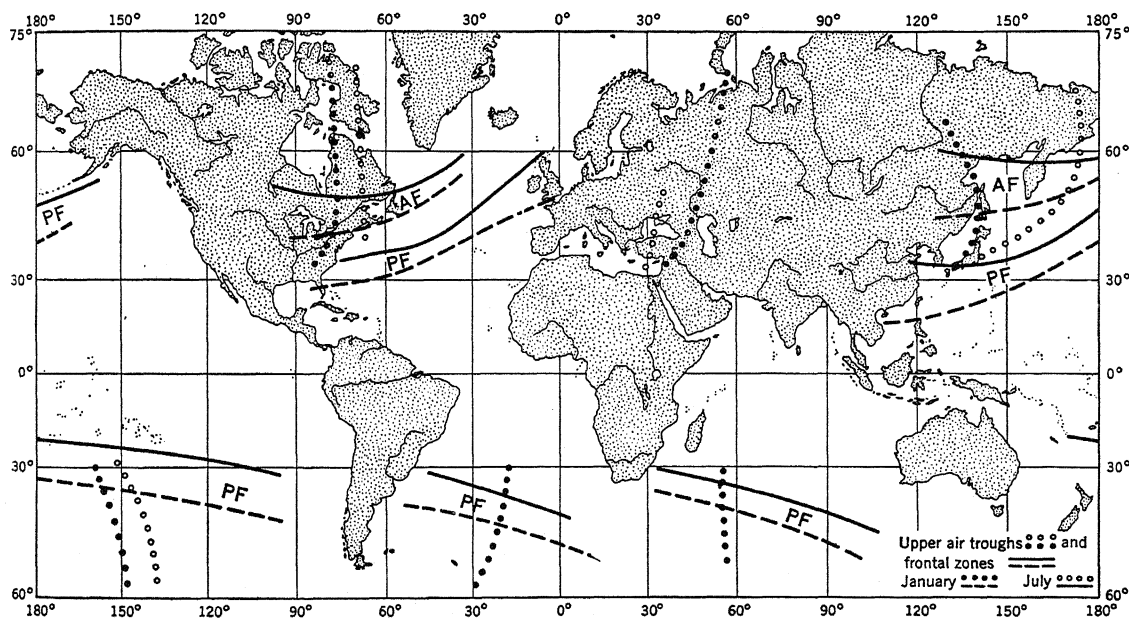 180° 150° 120° 90° 60° 30° 0° 30° 60° 90° 120° 150° 180°
75° 75°
60° 60°
AF AF
PF
PF PF
30° 30°
0° 0°
30° 30°
PF PF PF
Upper air troughs and
frontal zones
January July
60° 60°
180° 150° 120° 90° 60° 30° 0° 30° 60° 90° 120° 150° 180°